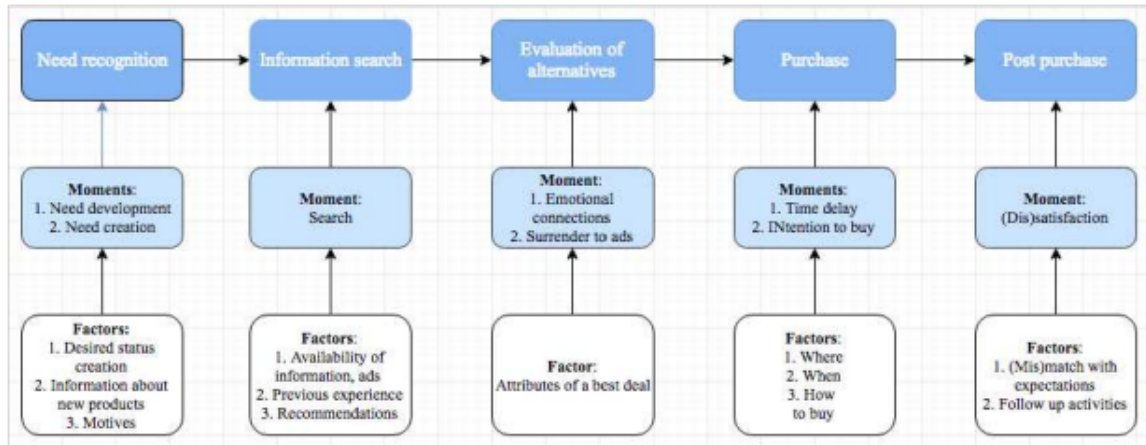 Need recognition
Information search
Evaluation of
alternatives
Purchase
Post purchase
Moments:
1. Need development
2. Need creation
Moment:
Search
Moment:
1. Emotional
connections
2. Surrender to ads
Moments:
1. Time delay
2. INtention to buy
Moment:
(Dis)satisfaction
Factors:
1. Desired status
creation
2. Information about
new products
3. Motives
Factors:
1. Availability of
information, ads
2. Previous experience
3. Recommendations
Factor:
Attributes of a best deal
Factors:
1. Where
2. When
3. How
to buy
Factors:
1. (Mis)match with
expectations
2. Follow up activities